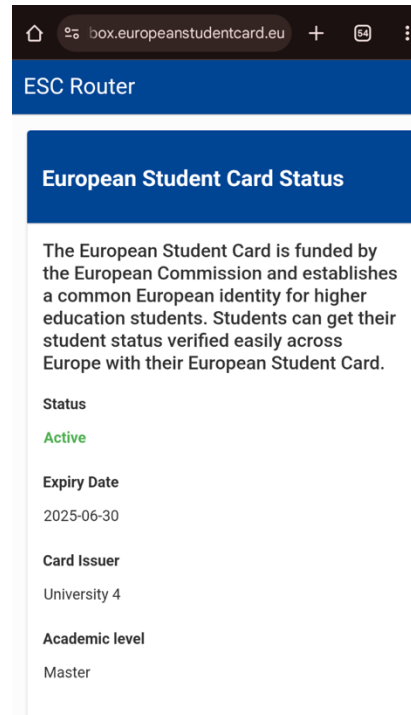 box.europeanstudentcard.eu
54
ESC Router
European Student Card Status
The European Student Card is funded by
the European Commission and establishes
a common European identity for higher
education students. Students can get their
student status verified easily across
Europe with their European Student Card.
Status
Active
Expiry Date
2025-06-30
Card Issuer
University 4
Academic level
Master